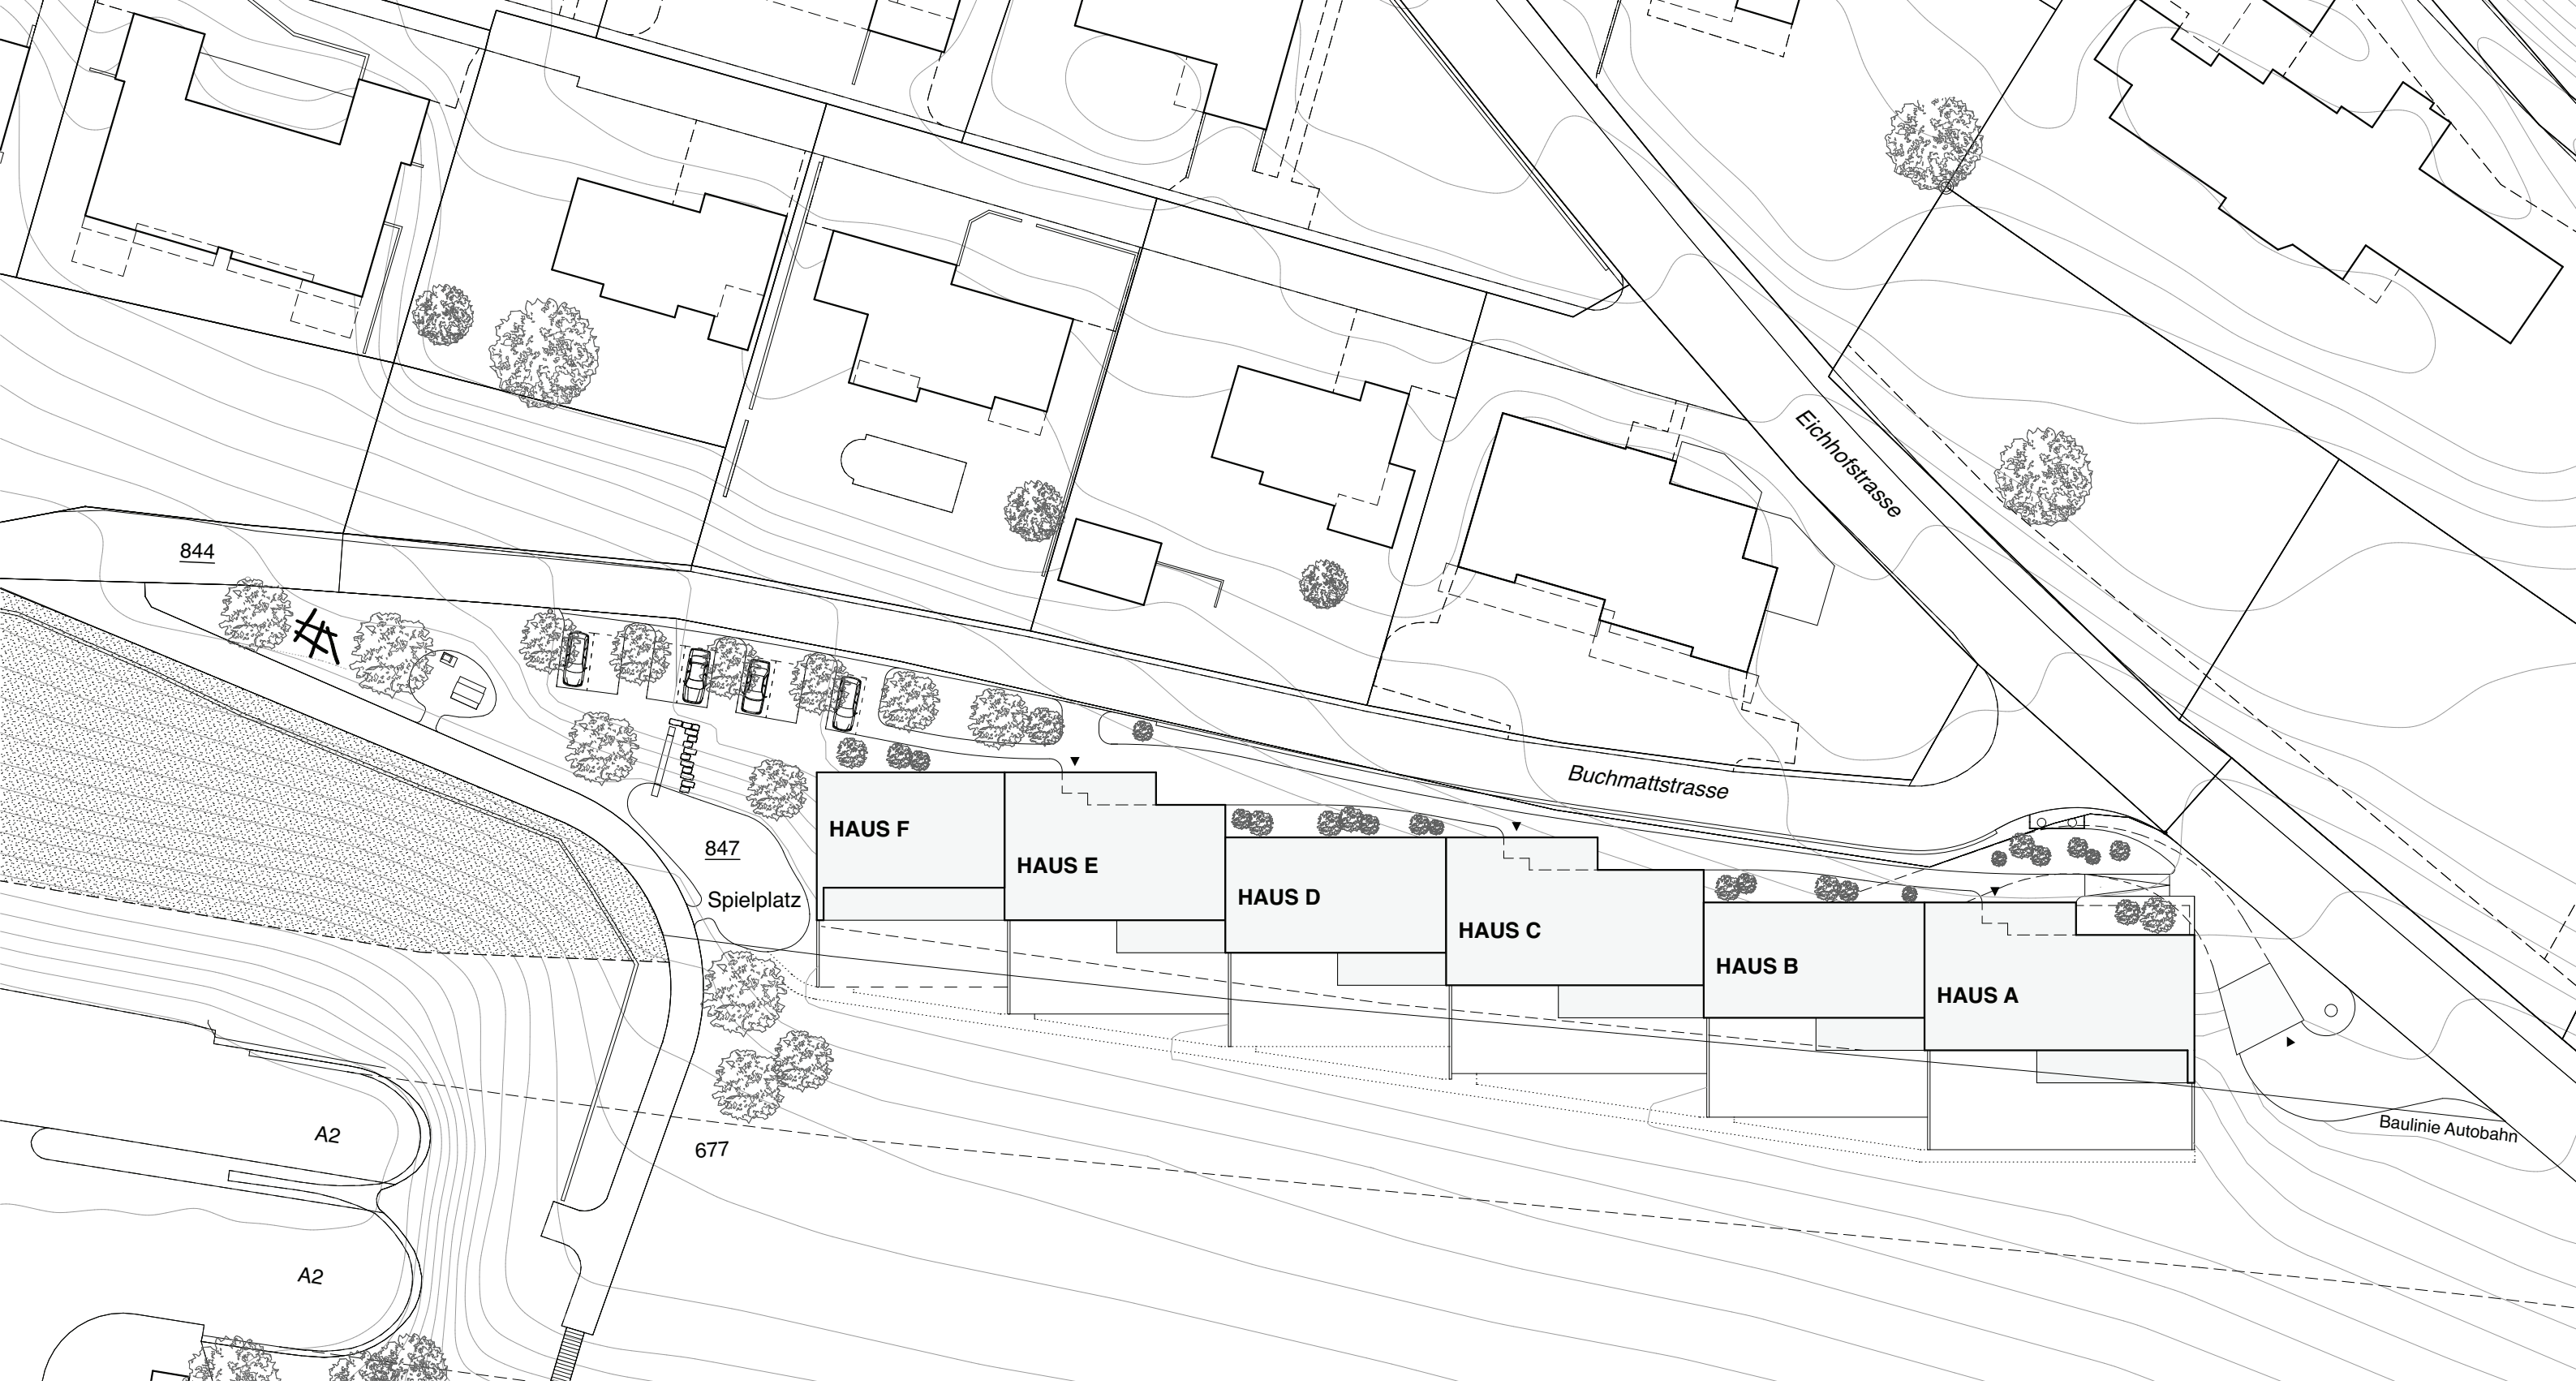 Eichhofstrasse
844
Buchmattstrasse
HAUS F
847
HAUS E
Spielplatz
HAUS D
HAUS C
HAUS B
HAUS A
A2
Baulinie Autobahn
677
A2